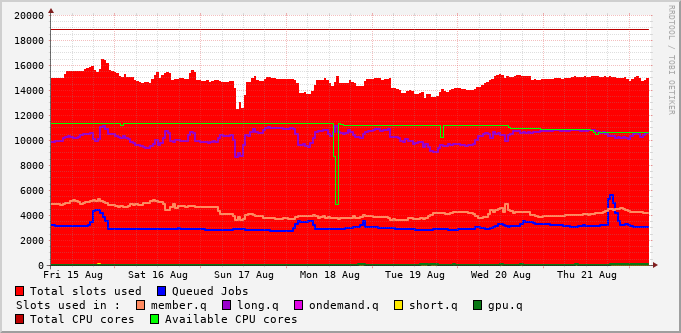 RRDTOOL / TOBI OETIKER
20000
18000
16000
14000
12000
10000
8000
6000
4000
2000
0
Fri 15 Aug Sat 16 Aug Sun 17 Aug Mon 18 Aug Tue 19 Aug Wed 20 Aug Thu 21 Aug
Total slots used Queued Jobs
Slots used in : member.q long.q ondemand.q short.q gpu.q
Total CPU cores Available CPU cores